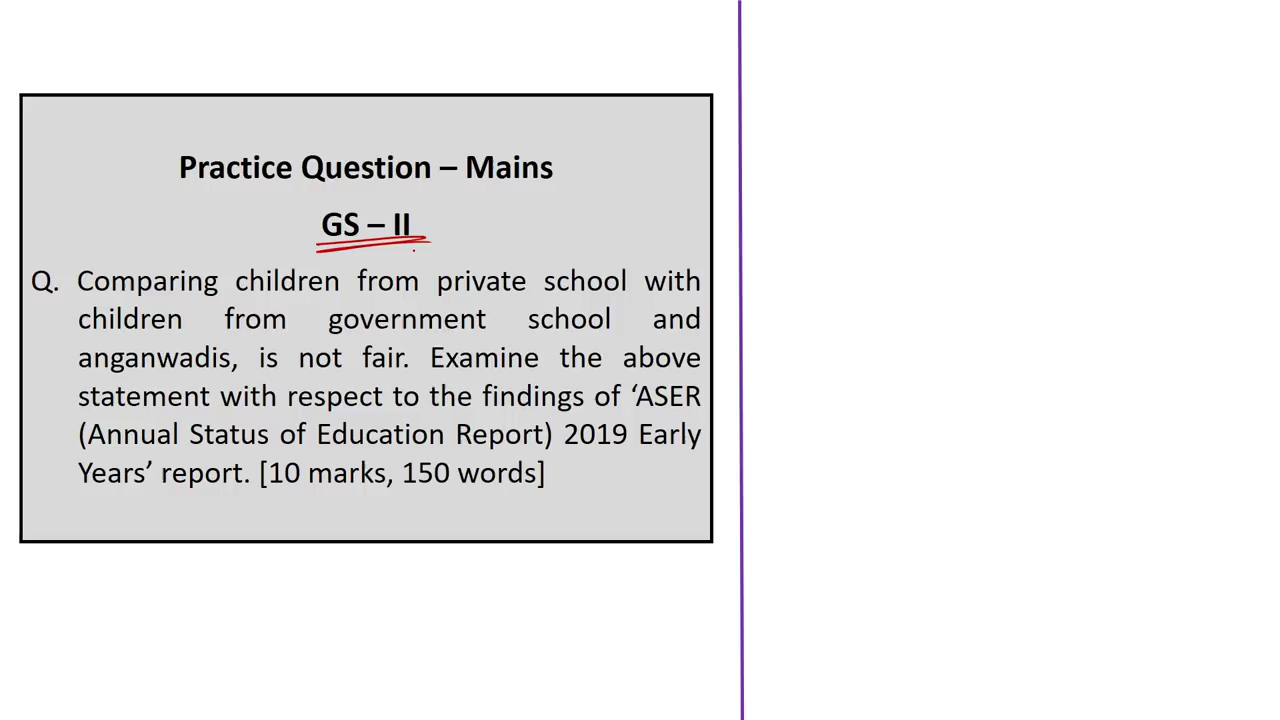 Practice Question – Mains
GS – II
Q. Comparing children from private school with
children from government school and
anganwadis, is not fair. Examine the above
statement with respect to the findings of ‘ASER
(Annual Status of Education Report) 2019 Early
Years’ report. [10 marks, 150 words]